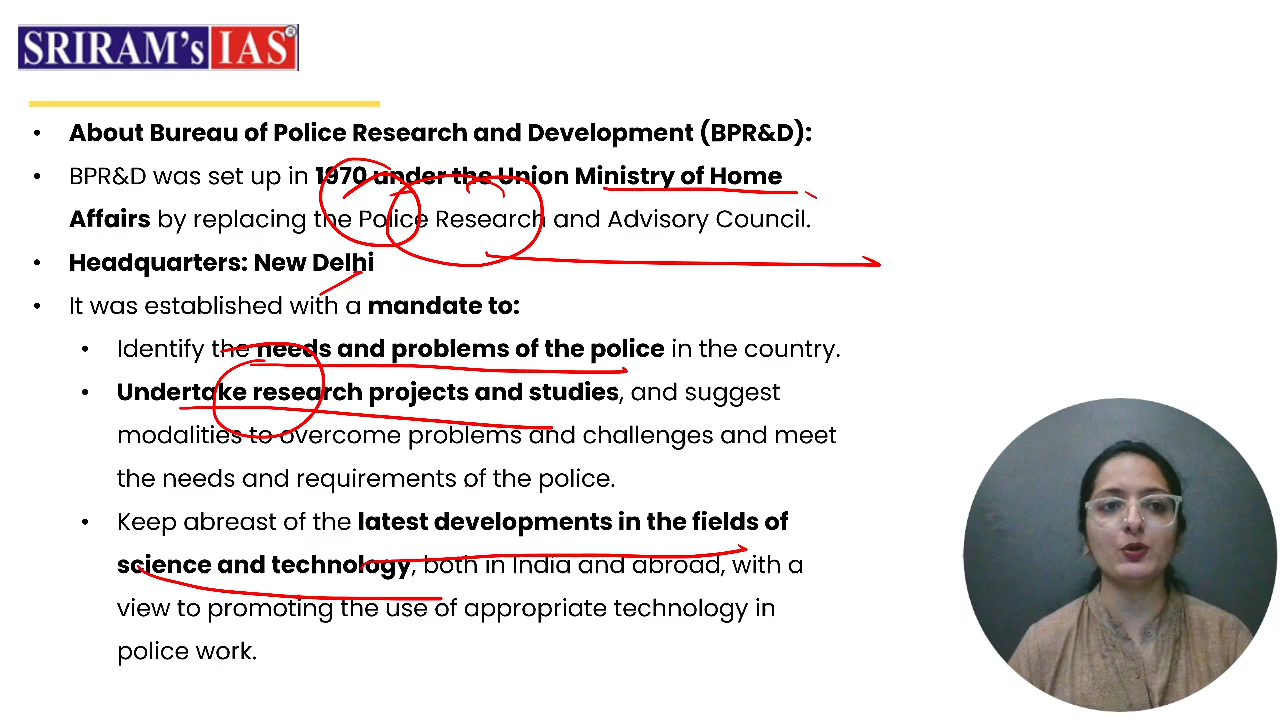 SRIRAM's IAS®
• About Bureau of Police Research and Development (BPR&D):
• BPR&D was set up in 1970 under the Union Ministry of Home
Affairs by replacing the Police Research and Advisory Council.
• Headquarters: New Delhi
• It was established with a mandate to:
• Identify the needs and problems of the police in the country.
• Undertake research projects and studies, and suggest
modalities to overcome problems and challenges and meet
the needs and requirements of the police.
• Keep abreast of the latest developments in the fields of
science and technology, both in India and abroad, with a
view to promoting the use of appropriate technology in
police work.